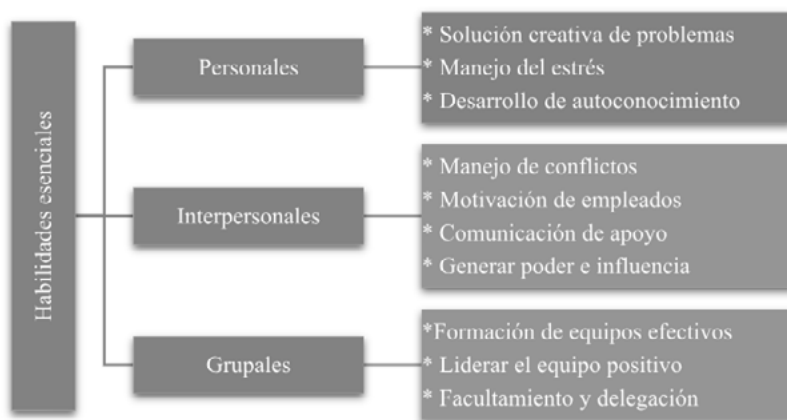 Habilidades esenciales
Personales
* Solución creativa de problemas
* Manejo del estrés
* Desarrollo de autoconocimiento
Interpersonales
* Manejo de conflictos
* Motivación de empleados
* Comunicación de apoyo
* Generar poder e influencia
Grupales
*Formación de equipos efectivos
* Liderar el equipo positivo
* Facultamiento y delegación